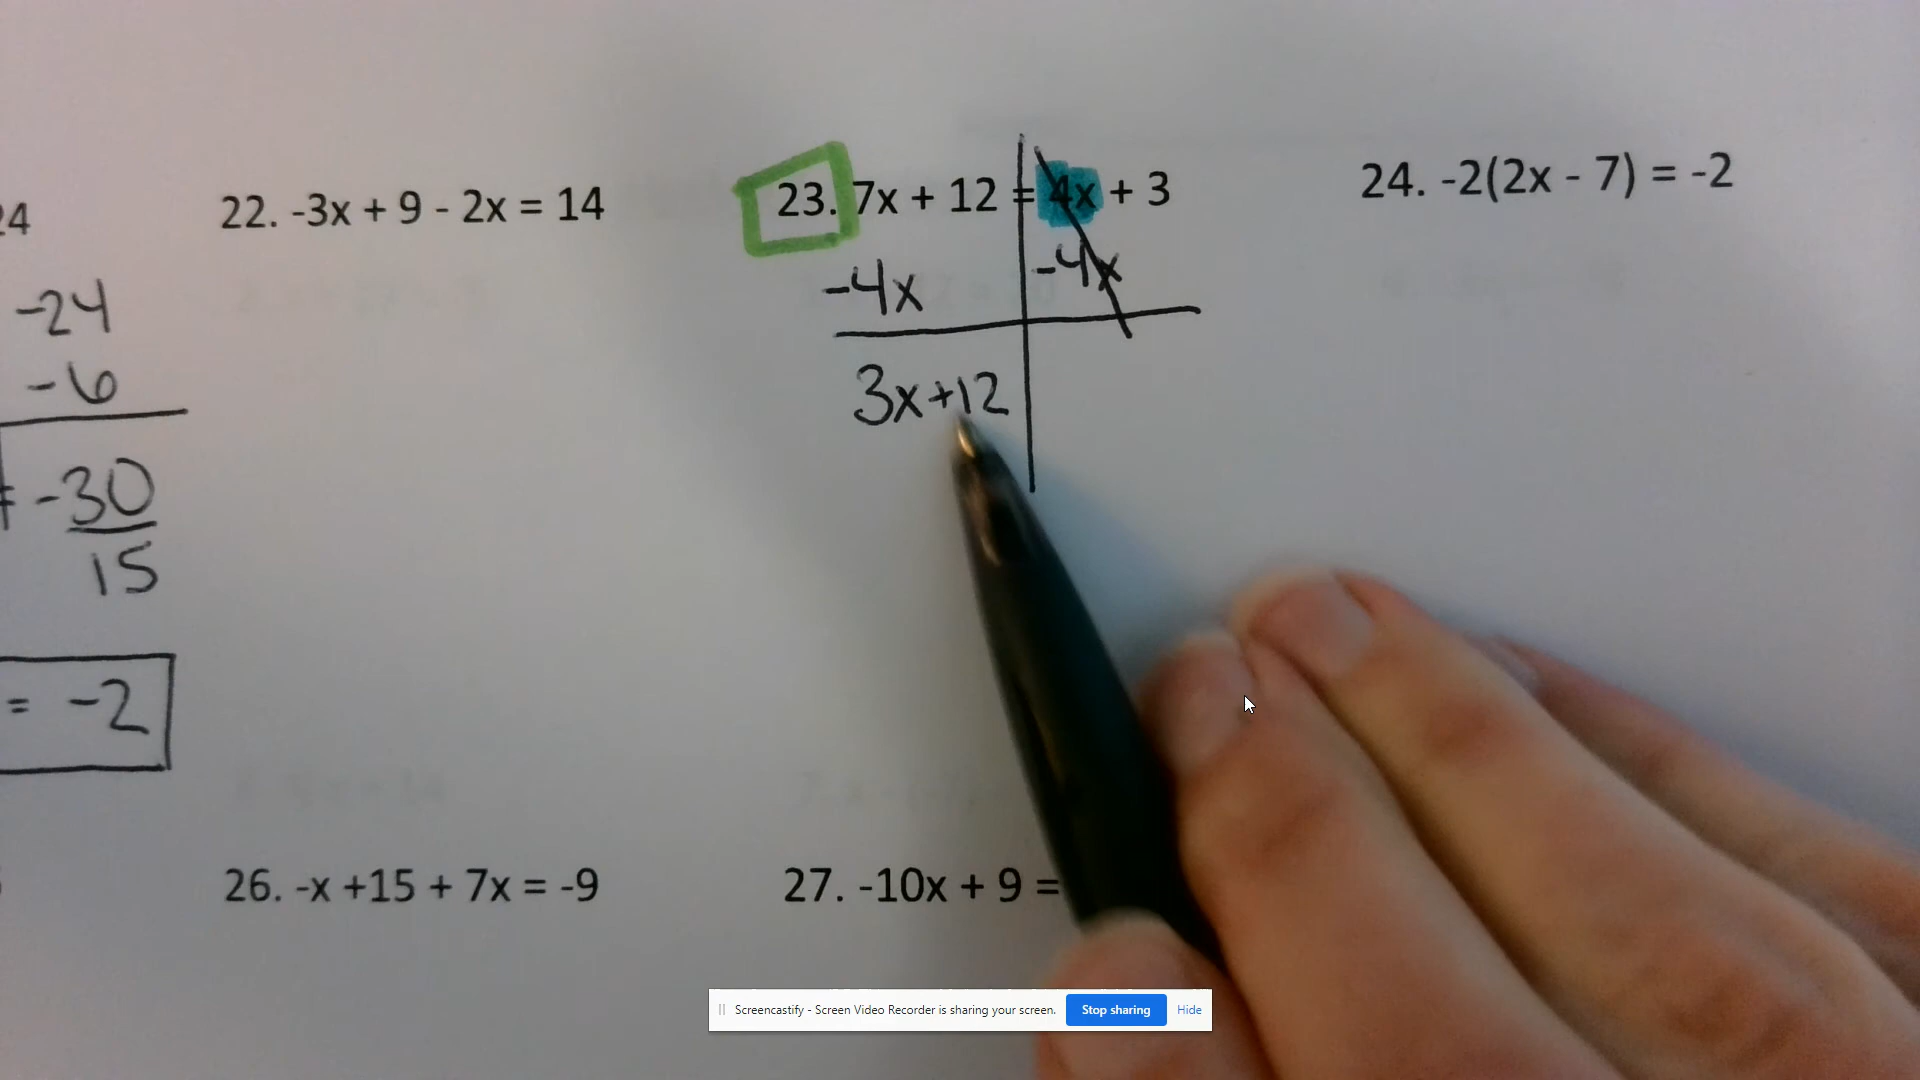 24
-24
-6
= -30
15
= -2
22. -3x + 9 - 2x = 14
23. 7x + 12 = 4x + 3
-4x -4x
3x+12
24. -2(2x - 7) = -2
26. -x +15 + 7x = -9
27. -10x + 9 =
Screencastify - Screen Video Recorder is sharing your screen. Stop sharing Hide